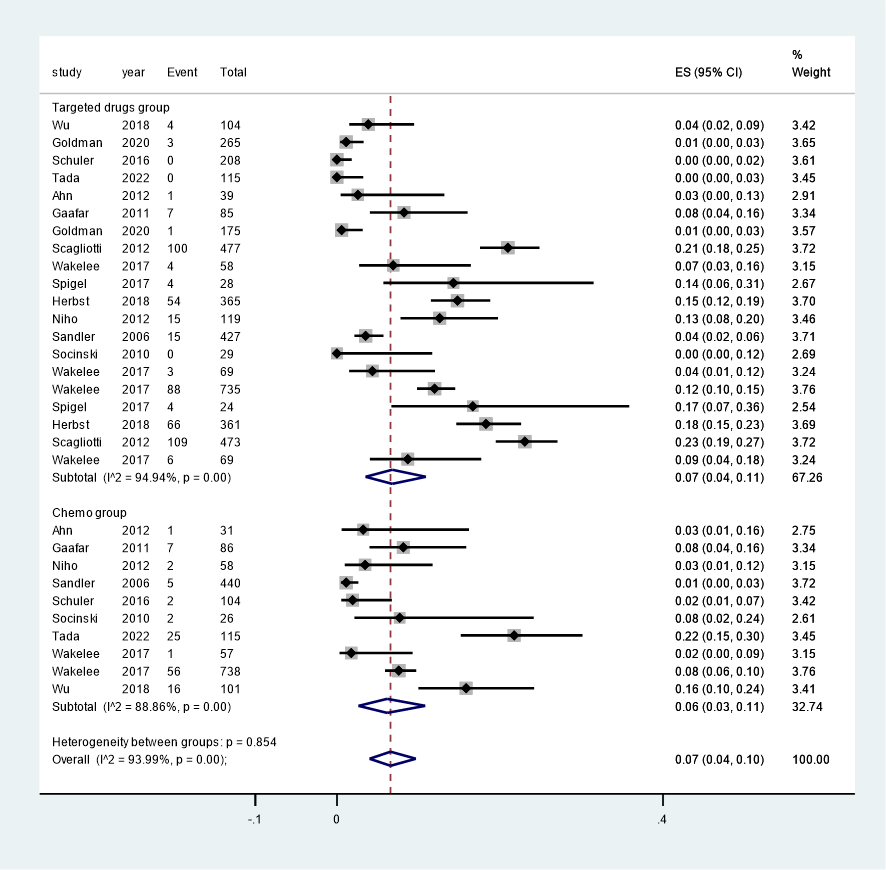 %
study year Event Total ES (95% CI) Weight
Targeted drugs group
Wu 2018 4 104 0.04 (0.02, 0.09) 3.42
Goldman 2020 3 265 0.01 (0.00, 0.03) 3.65
Schuler 2016 0 208 0.00 (0.00, 0.02) 3.61
Tada 2022 0 115 0.00 (0.00, 0.03) 3.45
Ahn 2012 1 39 0.03 (0.00, 0.13) 2.91
Gaafar 2011 7 85 0.08 (0.04, 0.16) 3.34
Goldman 2020 1 175 0.01 (0.00, 0.03) 3.57
Scagliotti 2012 100 477 0.21 (0.18, 0.25) 3.72
Wakelee 2017 4 58 0.07 (0.03, 0.16) 3.15
Spigel 2017 4 28 0.14 (0.06, 0.31) 2.67
Herbst 2018 54 365 0.15 (0.12, 0.19) 3.70
Niho 2012 15 119 0.13 (0.08, 0.20) 3.46
Sandler 2006 15 427 0.04 (0.02, 0.06) 3.71
Socinski 2010 0 29 0.00 (0.00, 0.12) 2.69
Wakelee 2017 3 69 0.04 (0.01, 0.12) 3.24
Wakelee 2017 88 735 0.12 (0.10, 0.15) 3.76
Spigel 2017 4 24 0.17 (0.07, 0.36) 2.54
Herbst 2018 66 361 0.18 (0.15, 0.23) 3.69
Scagliotti 2012 109 473 0.23 (0.19, 0.27) 3.72
Wakelee 2017 6 69 0.09 (0.04, 0.18) 3.24
Subtotal (I^2 = 94.94%, p = 0.00) 0.07 (0.04, 0.11) 67.26
Chemo group
Ahn 2012 1 31 0.03 (0.01, 0.16) 2.75
Gaafar 2011 7 86 0.08 (0.04, 0.16) 3.34
Niho 2012 2 58 0.03 (0.01, 0.12) 3.15
Sandler 2006 5 440 0.01 (0.00, 0.03) 3.72
Schuler 2016 2 104 0.02 (0.01, 0.07) 3.42
Socinski 2010 2 26 0.08 (0.02, 0.24) 2.61
Tada 2022 25 115 0.22 (0.15, 0.30) 3.45
Wakelee 2017 1 57 0.02 (0.00, 0.09) 3.15
Wakelee 2017 56 738 0.08 (0.06, 0.10) 3.76
Wu 2018 16 101 0.16 (0.10, 0.24) 3.41
Subtotal (I^2 = 88.86%, p = 0.00) 0.06 (0.03, 0.11) 32.74
Heterogeneity between groups: p = 0.854
Overall (I^2 = 93.99%, p = 0.00); 0.07 (0.04, 0.10) 100.00
-.1 0 .4